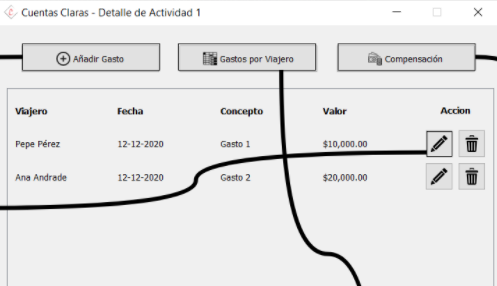 Cuentas Claras - Detalle de Actividad 1
Añadir Gasto Gastos por Viajero Compensación
Viajero Fecha Concepto Valor Accion
Pepe Pérez 12-12-2020 Gasto 1 $10,000.00
Ana Andrade 12-12-2020 Gasto 2 $20,000.00